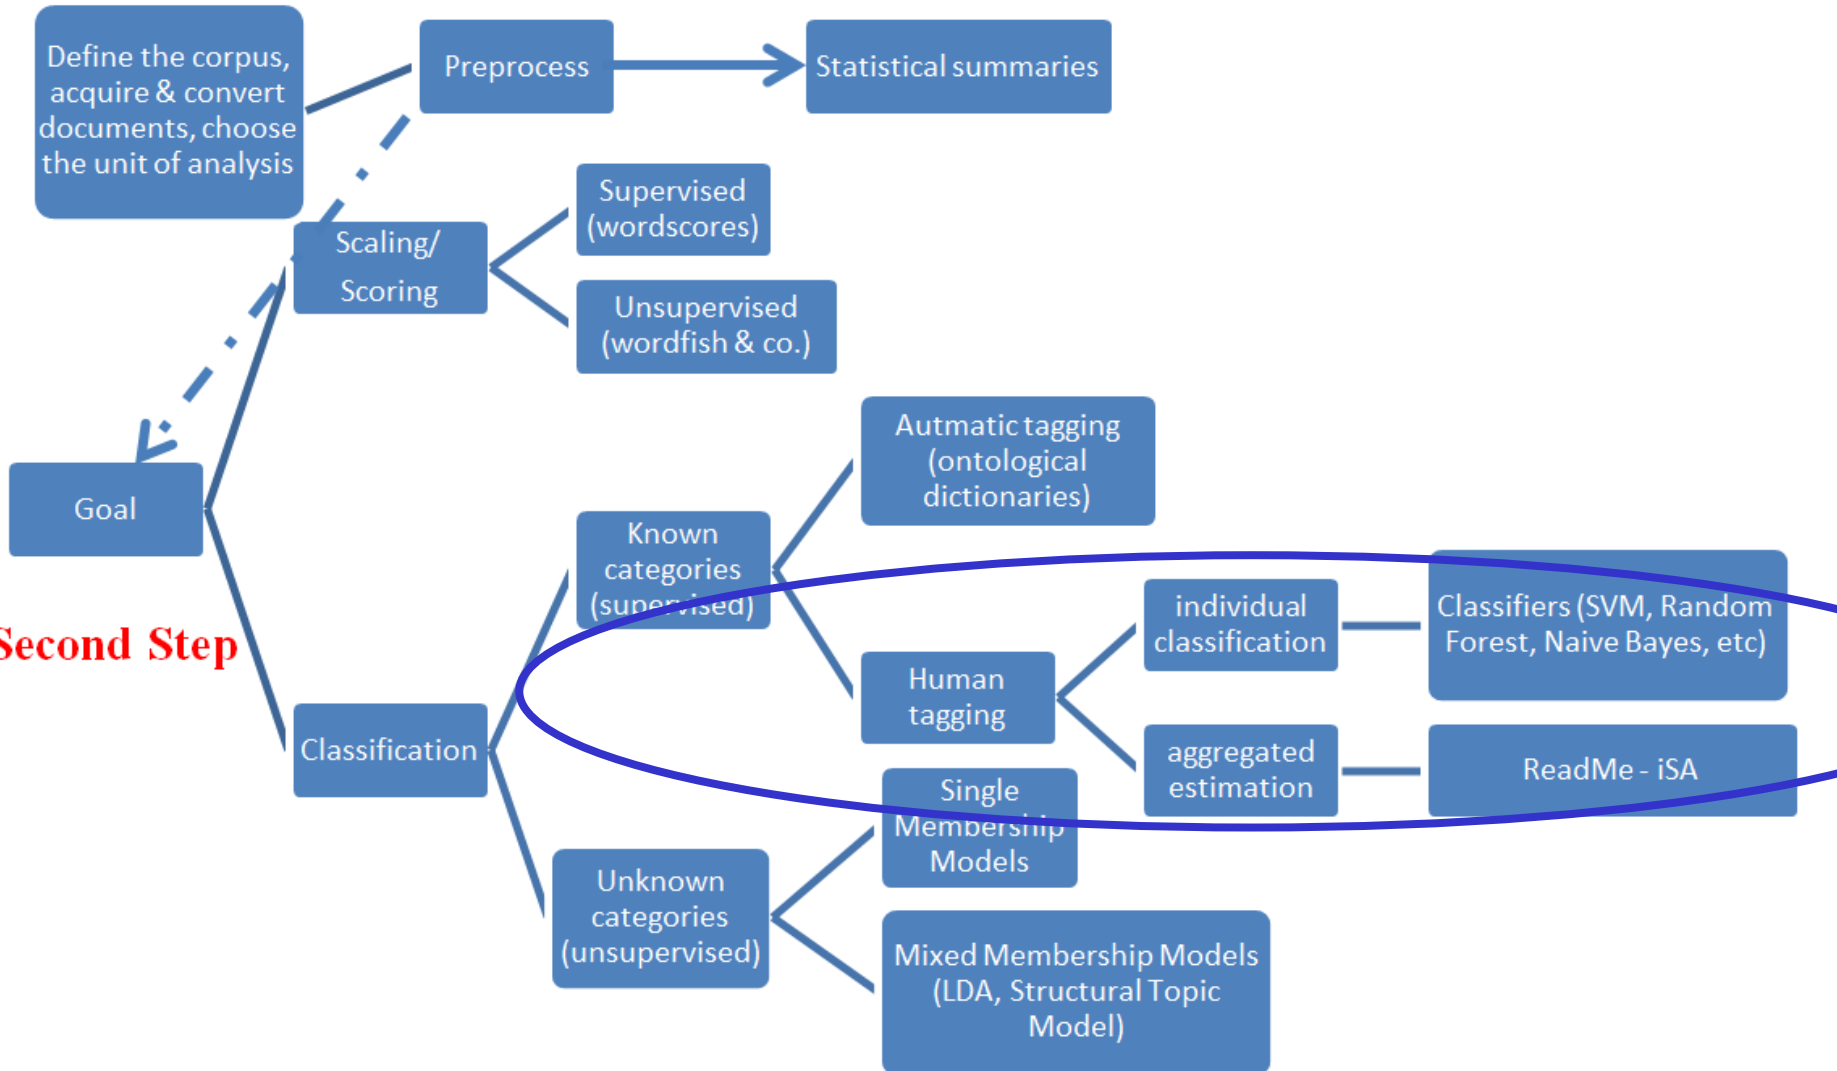 Define the corpus,
acquire & convert
documents, choose
the unit of analysis
Preprocess
Statistical summaries
Scaling/
Scoring
Supervised
(wordscores)
Unsupervised
(wordfish & co.)
Goal
Second Step
Classification
Known
categories
(supervised)
Autmatic tagging
(ontological
dictionaries)
Human
tagging
individual
classification
Classifiers (SVM, Random
Forest, Naive Bayes, etc)
aggregated
estimation
ReadMe - iSA
Unknown
categories
(unsupervised)
Single
Membership
Models
Mixed Membership Models
(LDA, Structural Topic
Model)